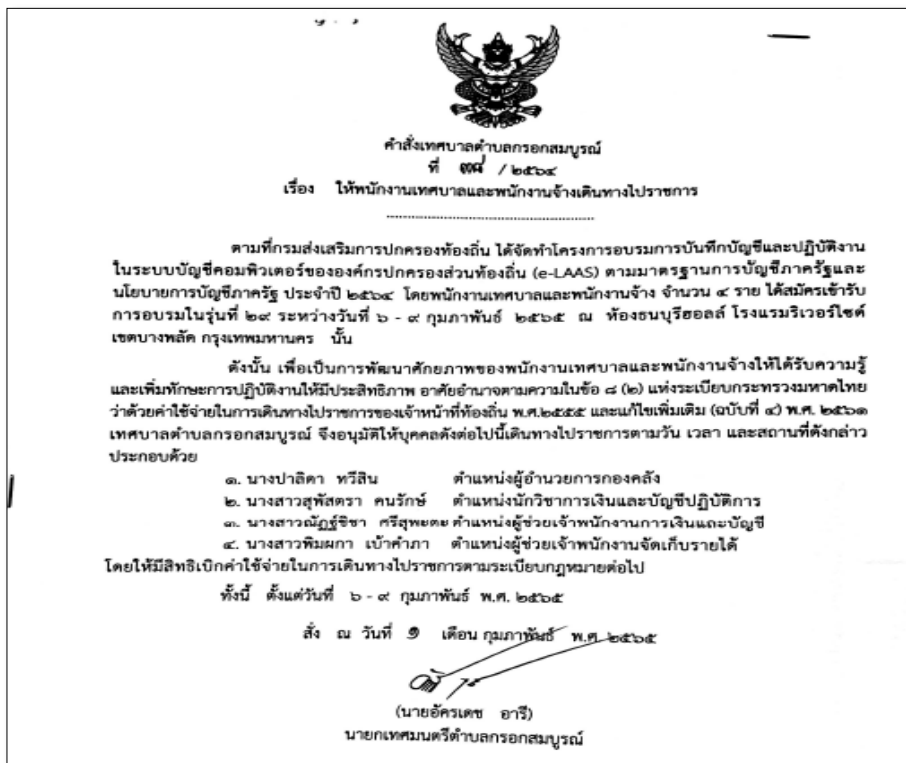 คำสั่งเทศบาลตำบลกรอกสมบูรณ์
ที่ ๓๘ / ๒๕๖๔
เรื่อง ให้พนักงานเทศบาลและพนักงานจ้างเดินทางไปราชการ
ตามที่กรมส่งเสริมการปกครองท้องถิ่น ได้จัดทำโครงการอบรมการบันทึกบัญชีและปฏิบัติงาน
ในระบบบัญชีคอมพิวเตอร์ขององค์กรปกครองส่วนท้องถิ่น (e-LAAS) ตามมาตรฐานการบัญชีภาครัฐและ
นโยบายการบัญชีภาครัฐ ประจำปี ๒๕๖๔ โดยพนักงานเทศบาลและพนักงานจ้าง จำนวน ๔ ราย ได้สมัครเข้ารับ
การอบรมในรุ่นที่ ๒๙ ระหว่างวันที่ ๖ - ๙ กุมภาพันธ์ ๒๕๖๕ ณ ห้องธนบุรีฮอลล์ โรงแรมริเวอร์ไซต์
เขตบางพลัด กรุงเทพมหานคร นั้น
ดังนั้น เพื่อเป็นการพัฒนาศักยภาพของพนักงานเทศบาลและพนักงานจ้างให้ได้รับความรู้
และเพิ่มทักษะการปฏิบัติงานให้มีประสิทธิภาพ อาศัยอำนาจตามความในข้อ ๘ (๒) แห่งระเบียบกระทรวงมหาดไทย
ว่าด้วยค่าใช้จ่ายในการเดินทางไปราชการของเจ้าหน้าที่ท้องถิ่น พ.ศ.๒๕๕๕ และแก้ไขเพิ่มเติม (ฉบับที่ ๔) พ.ศ. ๒๕๖๑
เทศบาลตำบลกรอกสมบูรณ์ จึงอนุมัติให้บุคคลดังต่อไปนี้เดินทางไปราชการตามวัน เวลา และสถานที่ดังกล่าว
ประกอบด้วย
๑. นางปาลิดา ทวีสิน ตำแหน่งผู้อำนวยการกองคลัง
๒. นางสาวสุพัสตรา คนรักษ์ ตำแหน่งนักวิชาการเงินและบัญชีปฏิบัติการ
๓. นางสาวณัฏฐ์ชิชา ศรีสุพะตะ ตำแหน่งผู้ช่วยเจ้าพนักงานการเงินและบัญชี
๔. นางสาวพิมผกา เบ้าคำภา ตำแหน่งผู้ช่วยเจ้าพนักงานจัดเก็บรายได้
โดยให้มีสิทธิเบิกค่าใช้จ่ายในการเดินทางไปราชการตามระเบียบกฎหมายต่อไป
ทั้งนี้ ตั้งแต่วันที่ ๖ - ๙ กุมภาพันธ์ พ.ศ. ๒๕๖๕
สั่ง ณ วันที่ ๑ เดือน กุมภาพันธ์ พ.ศ. ๒๕๖๕
(นายอัครเดช อารี)
นายกเทศมนตรีตำบลกรอกสมบูรณ์